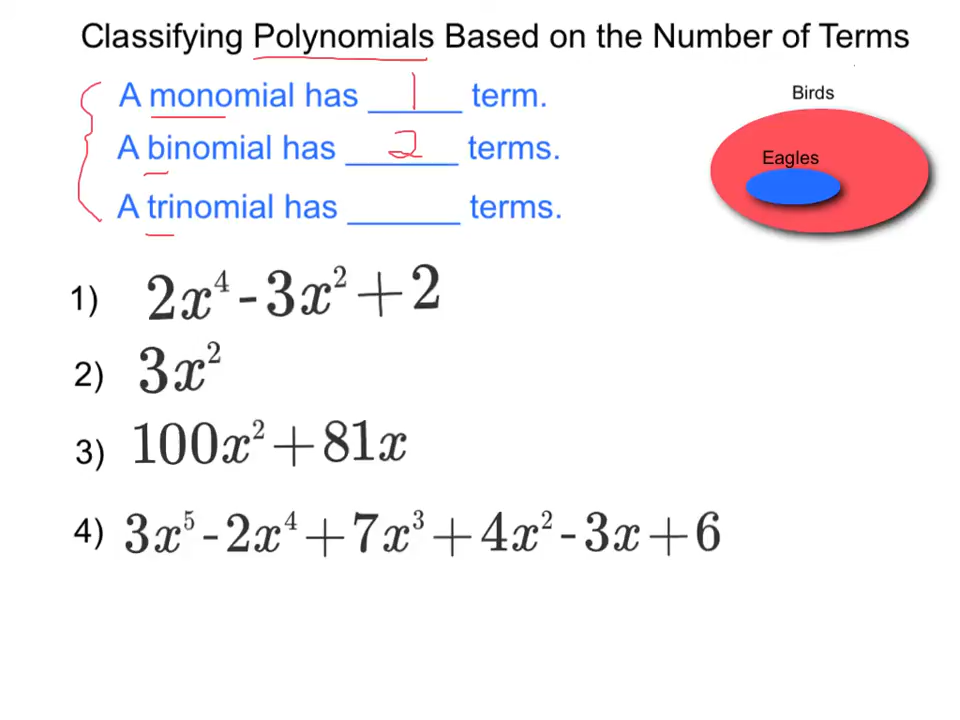 Classifying Polynomials Based on the Number of Terms
A monomial has 1 term.
Birds
A binomial has 2 terms.
Eagles
A trinomial has ______ terms.
1) 2x⁴ - 3x² + 2
2) 3x²
3) 100x² + 81x
4) 3x⁵ - 2x⁴ + 7x³ + 4x² - 3x + 6